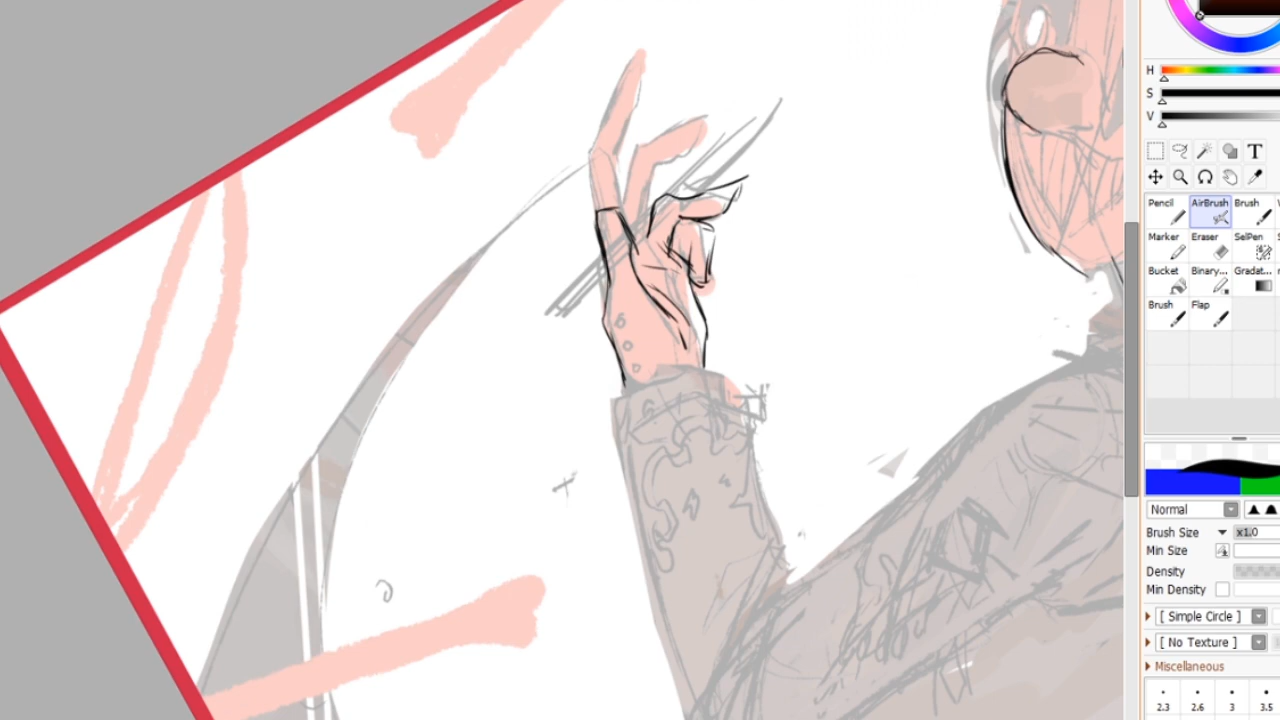 H
S
V
T
Pencil AirBrush Brush
Marker Eraser SelPen
Bucket Binary... Gradat...
Brush Flap
Normal
Brush Size x1.0
Min Size
Density
Min Density
[ Simple Circle ]
[ No Texture ]
Miscellaneous
2.3 2.6 3 3.5